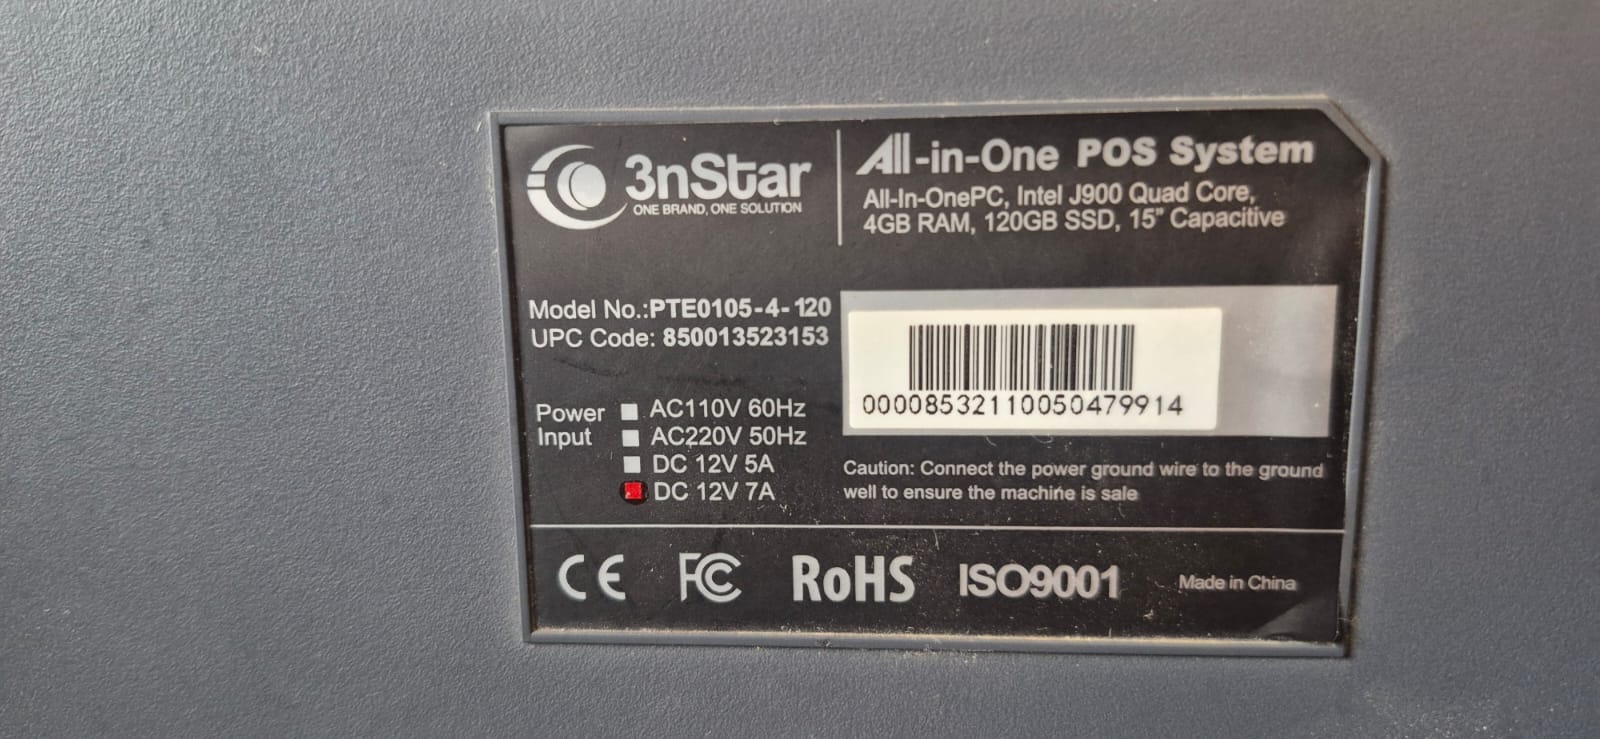 3nStar
ONE BRAND, ONE SOLUTION
All-in-One POS System
All-In-OnePC, Intel J900 Quad Core,
4GB RAM, 120GB SSD, 15" Capacitive
Model No.:PTE0105-4-120
UPC Code: 850013523153
00008532110050479914
Power Input
AC110V 60Hz
AC220V 50Hz
DC 12V 5A
DC 12V 7A
Caution: Connect the power ground wire to the ground
well to ensure the machine is sale
CE FC RoHS ISO9001 Made in China